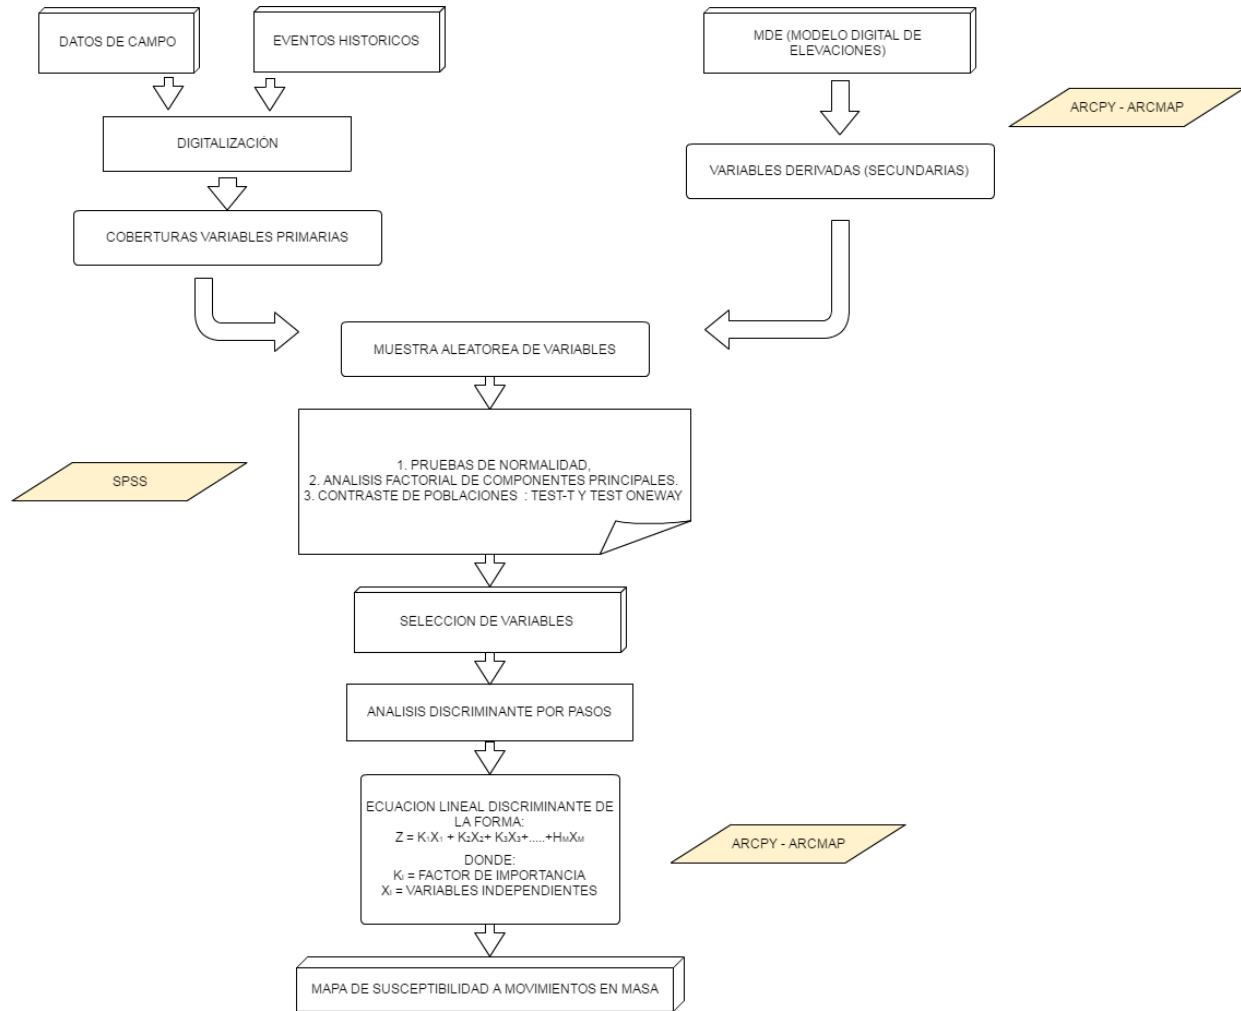 DATOS DE CAMPO
EVENTOS HISTORICOS
MDE (MODELO DIGITAL DE
ELEVACIONES)
ARCPY - ARCMAP
DIGITALIZACIÓN
VARIABLES DERIVADAS (SECUNDARIAS)
COBERTURAS VARIABLES PRIMARIAS
MUESTRA ALEATOREA DE VARIABLES
1. PRUEBAS DE NORMALIDAD,
2. ANALISIS FACTORIAL DE COMPONENTES PRINCIPALES.
3. CONTRASTE DE POBLACIONES : TEST-T Y TEST ONEWAY
SPSS
SELECCION DE VARIABLES
ANALISIS DISCRIMINANTE POR PASOS
ECUACION LINEAL DISCRIMINANTE DE
LA FORMA:
Z = K₁X₁ + K₂X₂+ K₃X₃+.....+HₘXₘ
DONDE:
Kᵢ = FACTOR DE IMPORTANCIA
Xᵢ = VARIABLES INDEPENDIENTES
ARCPY - ARCMAP
MAPA DE SUSCEPTIBILIDAD A MOVIMIENTOS EN MASA